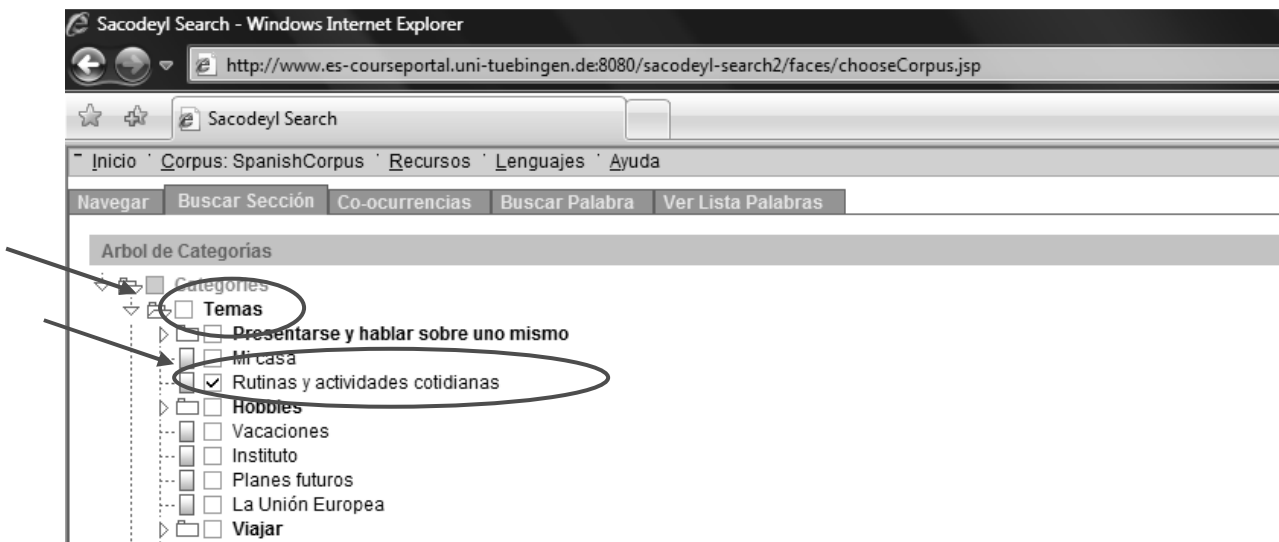 Sacodeyl Search - Windows Internet Explorer
http://www.es-courseportal.uni-tuebingen.de:8080/sacodeyl-search2/faces/chooseCorpus.jsp
Sacodeyl Search
Inicio Corpus: SpanishCorpus Recursos Lenguajes Ayuda
Navegar Buscar Sección Co-ocurrencias Buscar Palabra Ver Lista Palabras
Arbol de Categorías
Categories
Temas
Presentarse y hablar sobre uno mismo
Mi casa
Rutinas y actividades cotidianas
Hobbies
Vacaciones
Instituto
Planes futuros
La Unión Europea
Viajar